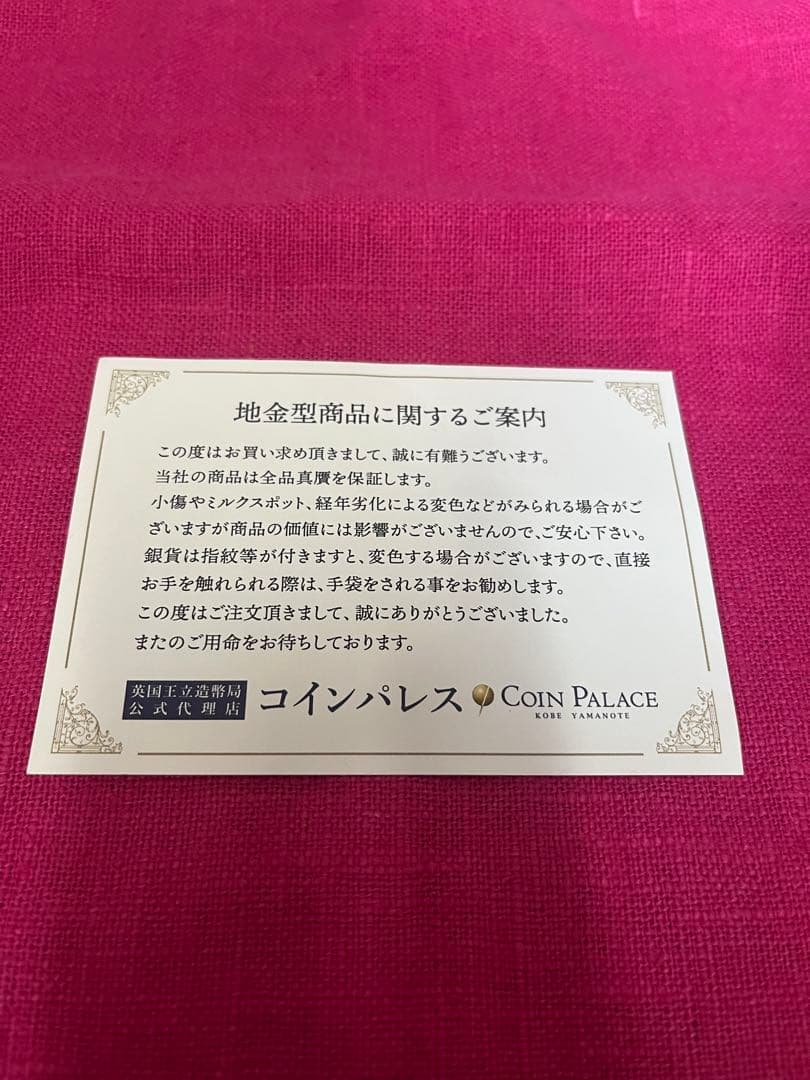 地金型商品に関するご案内
この度はお買い求め頂きまして、誠に有難うございます。
当社の商品は全品真贋を保証します。
小傷やミルクスポット、経年劣化による変色などがみられる場合がご
ざいますが商品の価値には影響がございませんので、ご安心下さい。
銀貨は指紋等が付きますと、変色する場合がございますので、直接
お手を触れられる際は、手袋をされる事をお勧めします。
この度はご注文頂きまして、誠にありがとうございました。
またのご用命をお待ちしております。
英国王立造幣局
公式代理店
コインパレス COIN PALACE
KOBE YAMANOTE